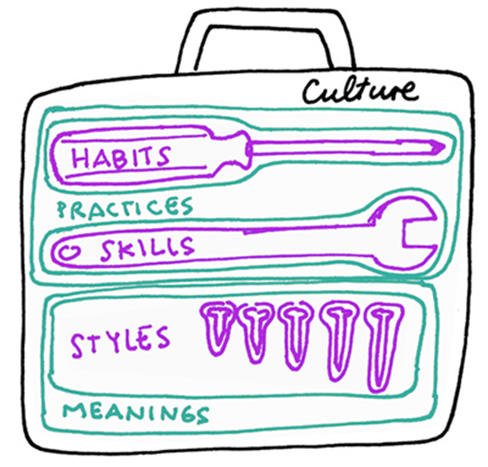 Culture
HABITS
PRACTICES
SKILLS
STYLES
MEANINGS